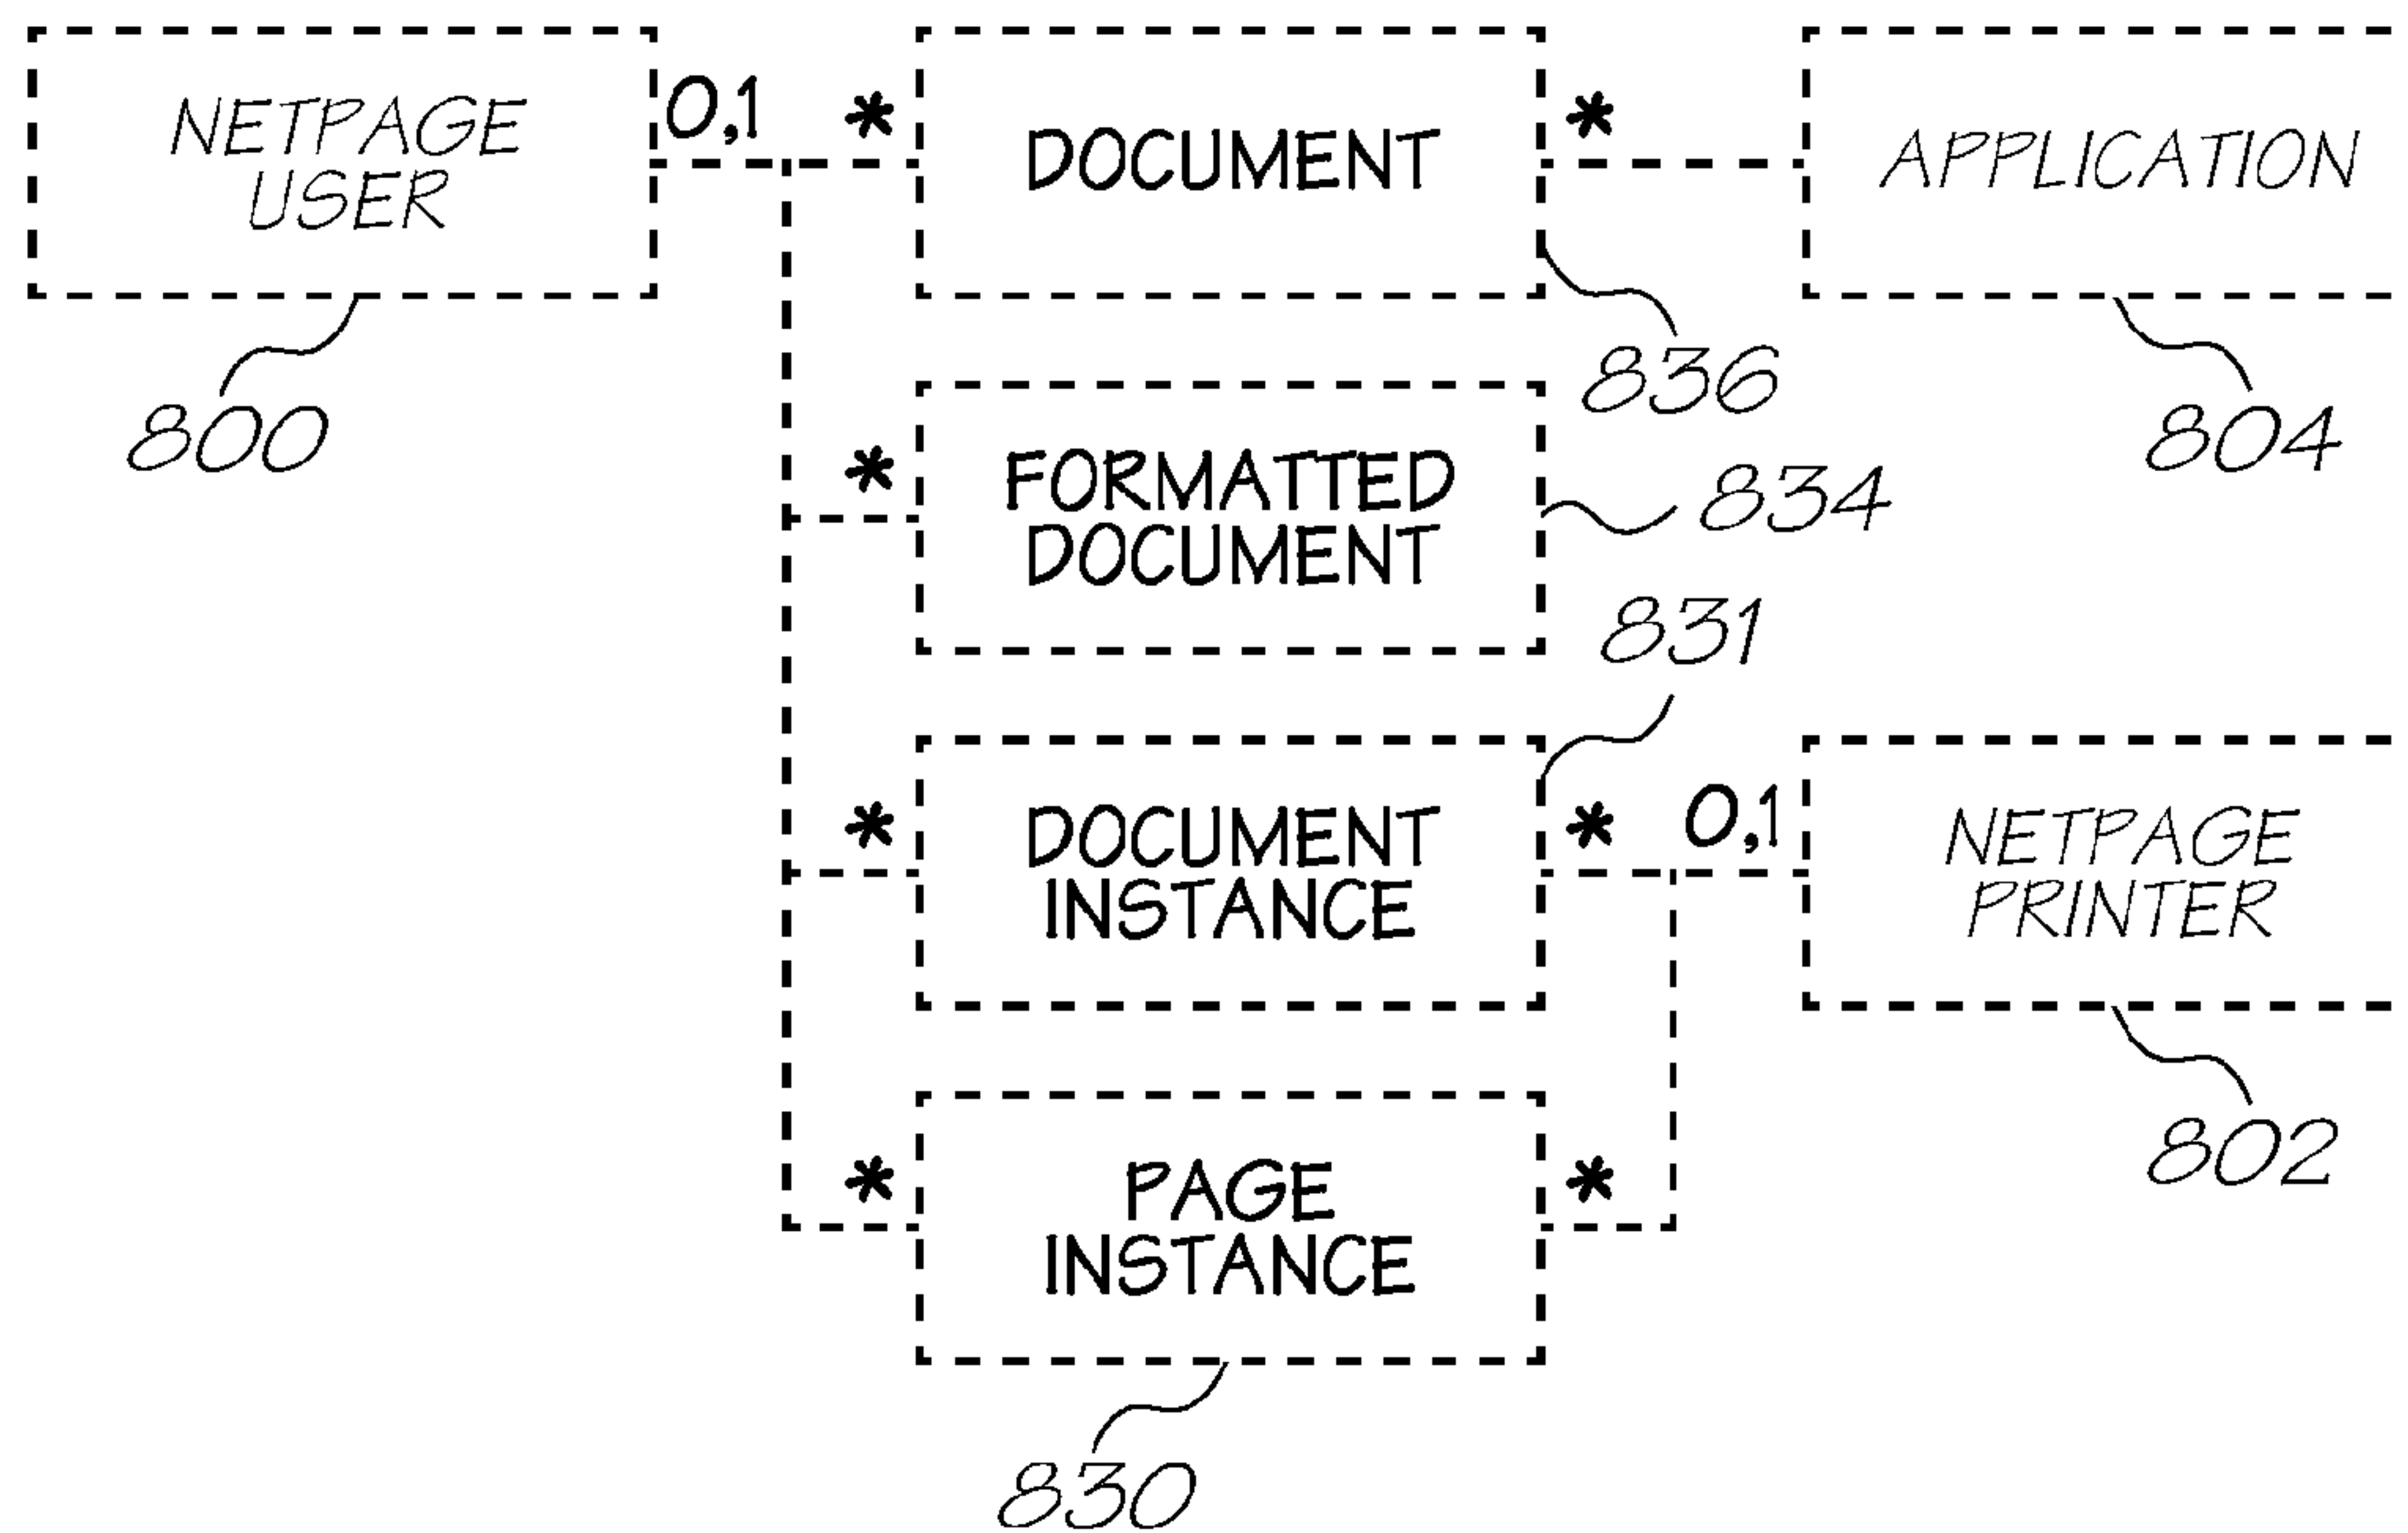 NETPAGE
USER
0,1
*
DOCUMENT
*
APPLICATION
800
836
804
*
FORMATTED
DOCUMENT
834
831
*
DOCUMENT
INSTANCE
*
0,1
NETPAGE
PRINTER
802
*
PAGE
INSTANCE
*
830